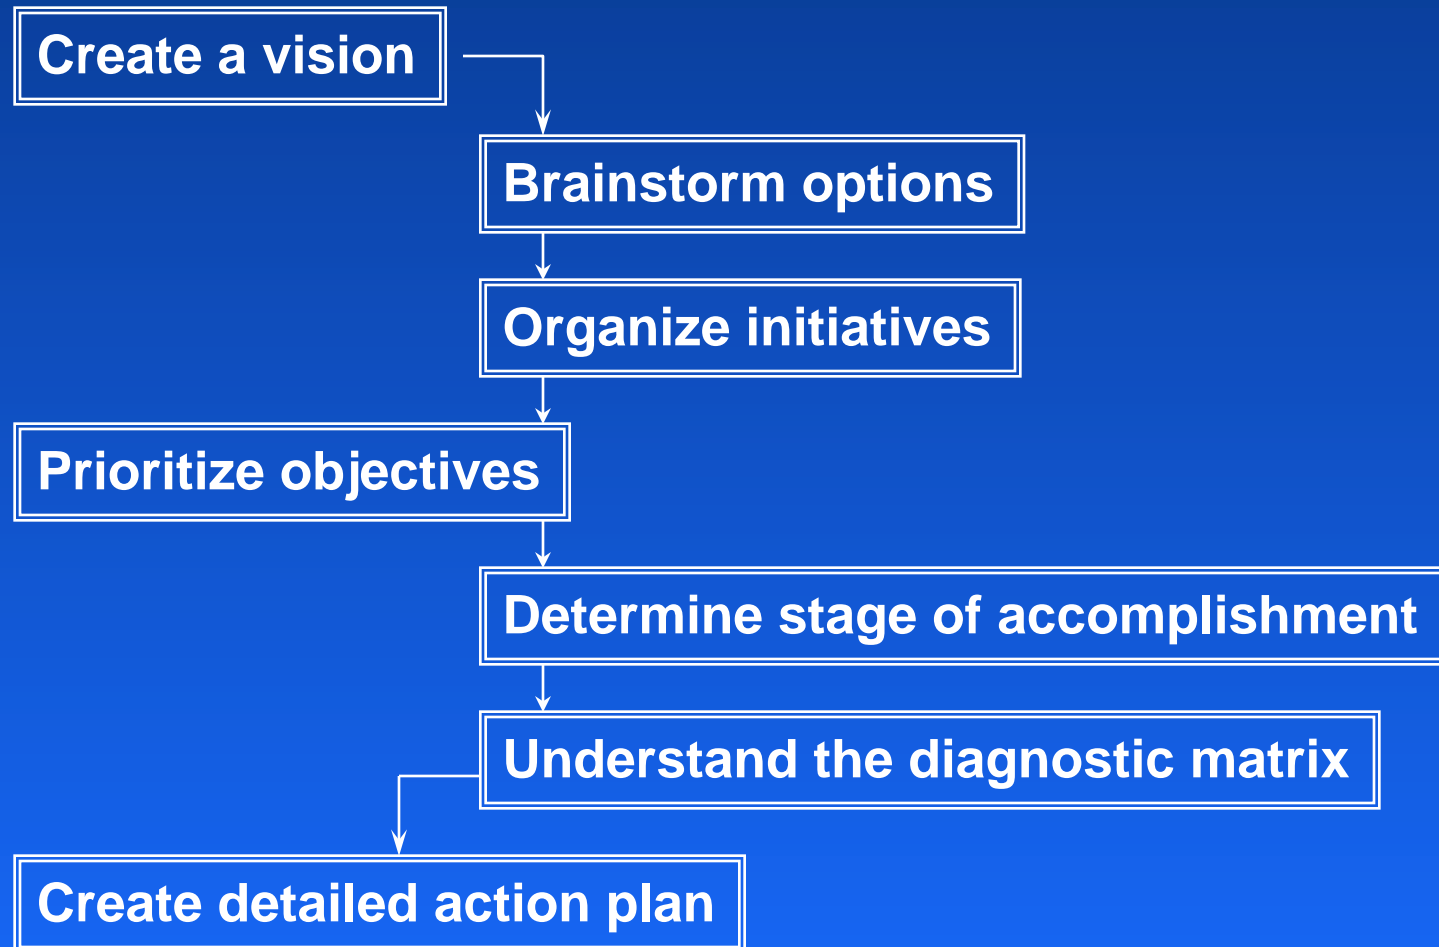 Create a vision
Brainstorm options
Organize initiatives
Prioritize objectives
Determine stage of accomplishment
Understand the diagnostic matrix
Create detailed action plan